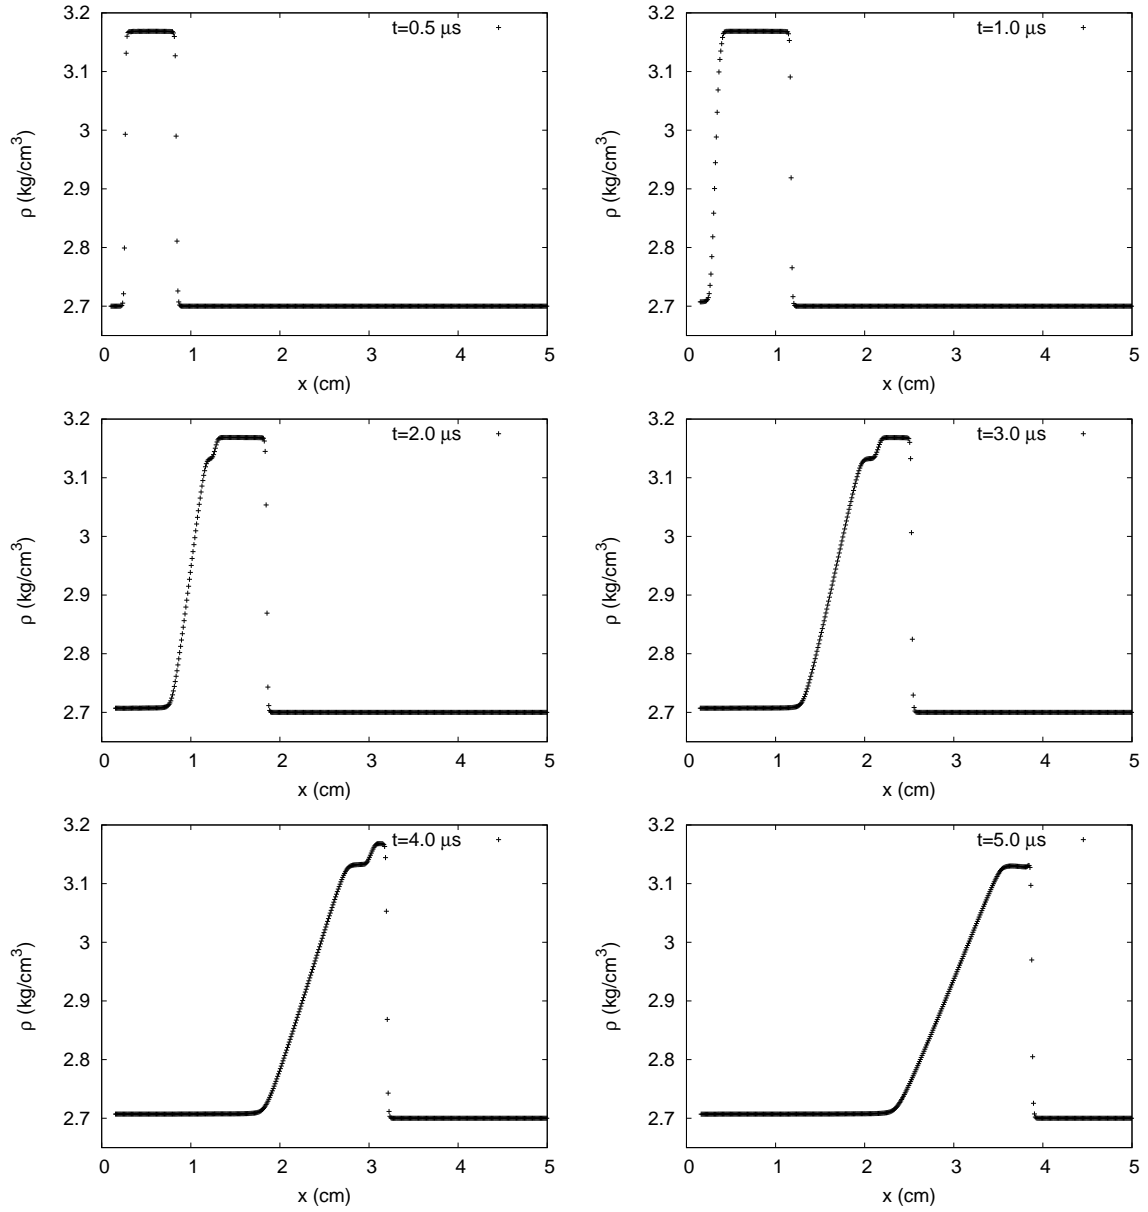 3.2
3.1
3
2.9
2.8
2.7
0 1 2 3 4 5
ρ (kg/cm3)
x (cm)
t=0.5 μs
3.2
3.1
3
2.9
2.8
2.7
0 1 2 3 4 5
ρ (kg/cm3)
x (cm)
t=1.0 μs
3.2
3.1
3
2.9
2.8
2.7
0 1 2 3 4 5
ρ (kg/cm3)
x (cm)
t=2.0 μs
3.2
3.1
3
2.9
2.8
2.7
0 1 2 3 4 5
ρ (kg/cm3)
x (cm)
t=3.0 μs
3.2
3.1
3
2.9
2.8
2.7
0 1 2 3 4 5
ρ (kg/cm3)
x (cm)
t=4.0 μs
3.2
3.1
3
2.9
2.8
2.7
0 1 2 3 4 5
ρ (kg/cm3)
x (cm)
t=5.0 μs